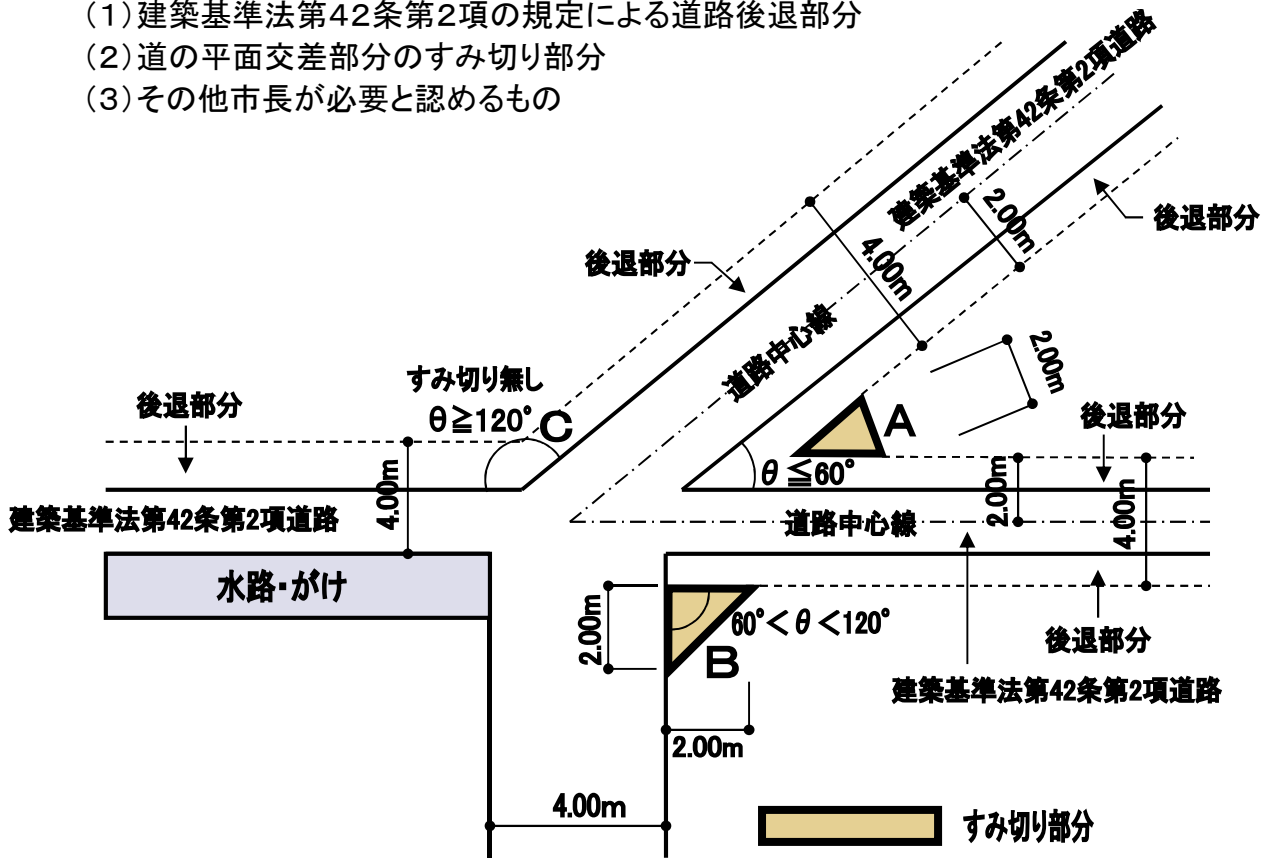 (1)建築基準法第42条第2項の規定による道路後退部分
(2)道の平面交差部分のすみ切り部分
(3)その他市長が必要と認めるもの
建築基準法第42条第2項道路
後退部分
2.00m
後退部分
4.00m
道路中心線
2.00m
すみ切り無し
θ≧120°
C
後退部分
4.00m
A
θ≦60°
後退部分
2.00m
4.00m
建築基準法第42条第2項道路
道路中心線
水路・がけ
2.00m
60°<θ<120°
B
後退部分
建築基準法第42条第2項道路
2.00m
4.00m
すみ切り部分